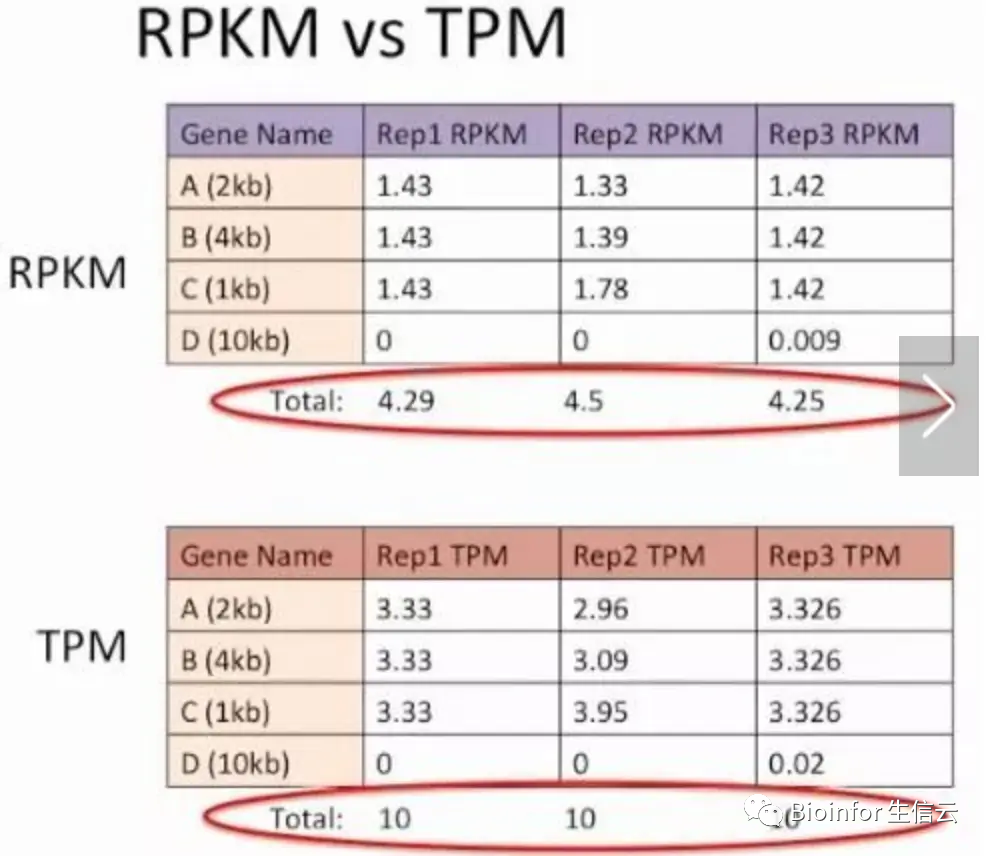 RPKM vs TPM
RPKM
Gene Name Rep1 RPKM Rep2 RPKM Rep3 RPKM
A (2kb) 1.43 1.33 1.42
B (4kb) 1.43 1.39 1.42
C (1kb) 1.43 1.78 1.42
D (10kb) 0 0 0.009
Total: 4.29 4.5 4.25
TPM
Gene Name Rep1 TPM Rep2 TPM Rep3 TPM
A (2kb) 3.33 2.96 3.326
B (4kb) 3.33 3.09 3.326
C (1kb) 3.33 3.95 3.326
D (10kb) 0 0 0.02
Total: 10 10 10
Bioinfor 生信云